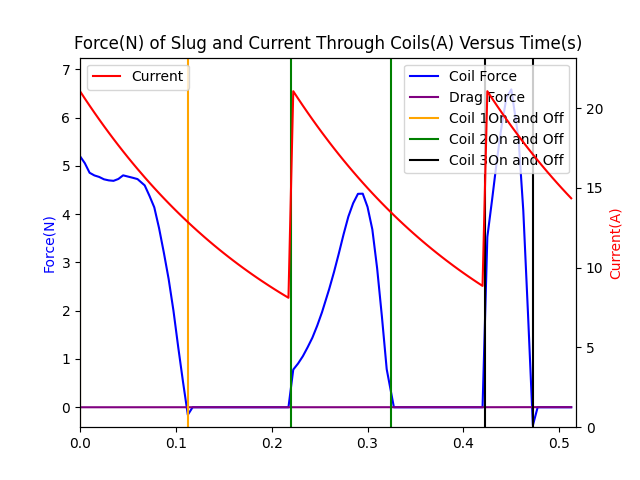 Force(N) of Slug and Current Through Coils(A) Versus Time(s)
Current
Coil Force
Drag Force
Coil 1On and Off
Coil 2On and Off
Coil 3On and Off
Force(N)
7
6
5
4
3
2
1
0
0.0 0.1 0.2 0.3 0.4 0.5
20
15
10
5
0
Current(A)